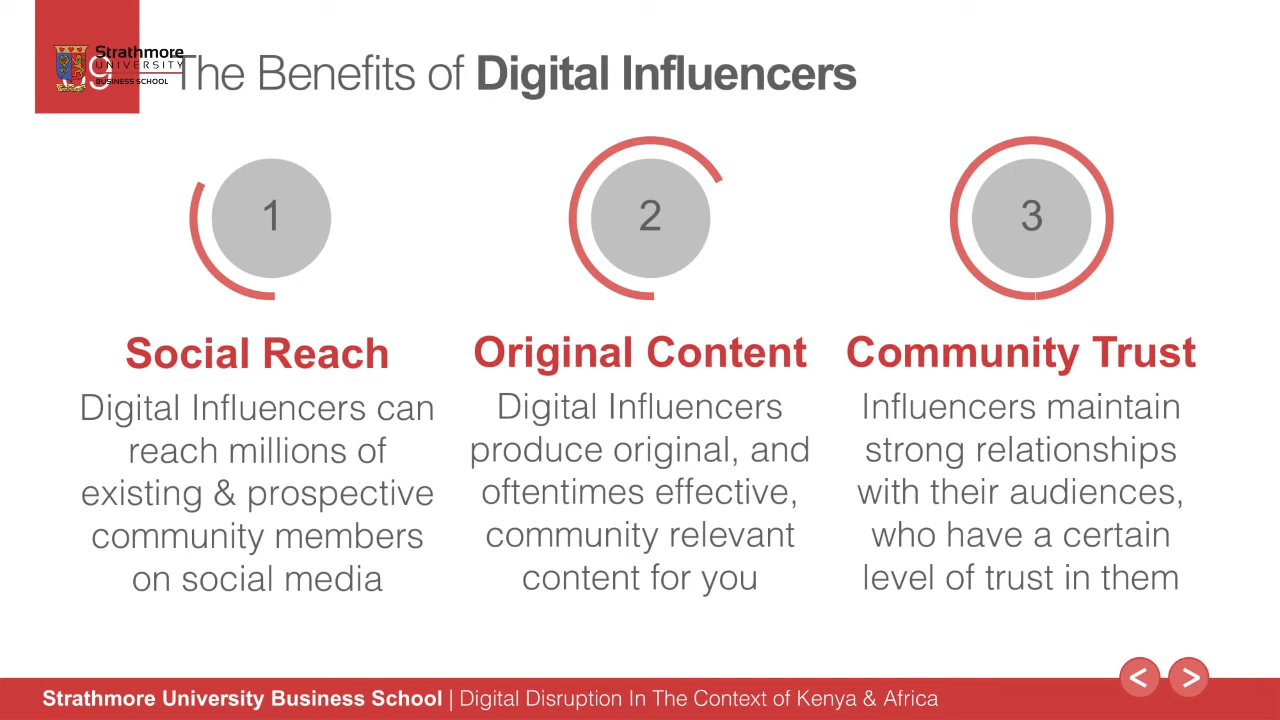 Strathmore
UNIVERSITY
BUSINESS SCHOOL
The Benefits of Digital Influencers
1
Social Reach
Digital Influencers can
reach millions of
existing & prospective
community members
on social media
2
Original Content
Digital Influencers
produce original, and
oftentimes effective,
community relevant
content for you
3
Community Trust
Influencers maintain
strong relationships
with their audiences,
who have a certain
level of trust in them
Strathmore University Business School | Digital Disruption In The Context of Kenya & Africa
< >